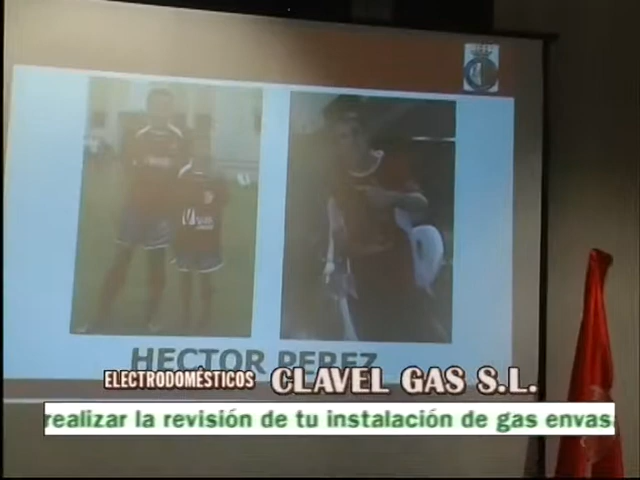 HECTOR PEREZ
ELECTRODOMÉSTICOS CLAVEL GAS S.L.
realizar la revisión de tu instalación de gas envas